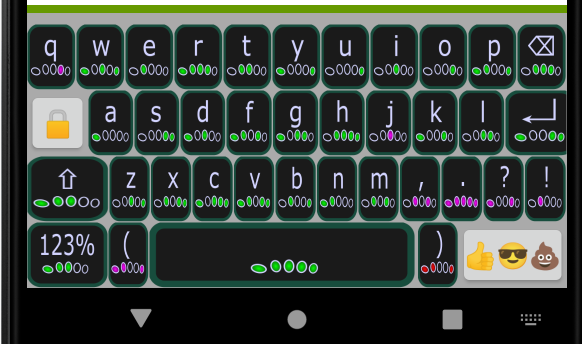 q w e r t y u i o p
a s d f g h j k l
z x c v b n m , . ? !
123% ( )